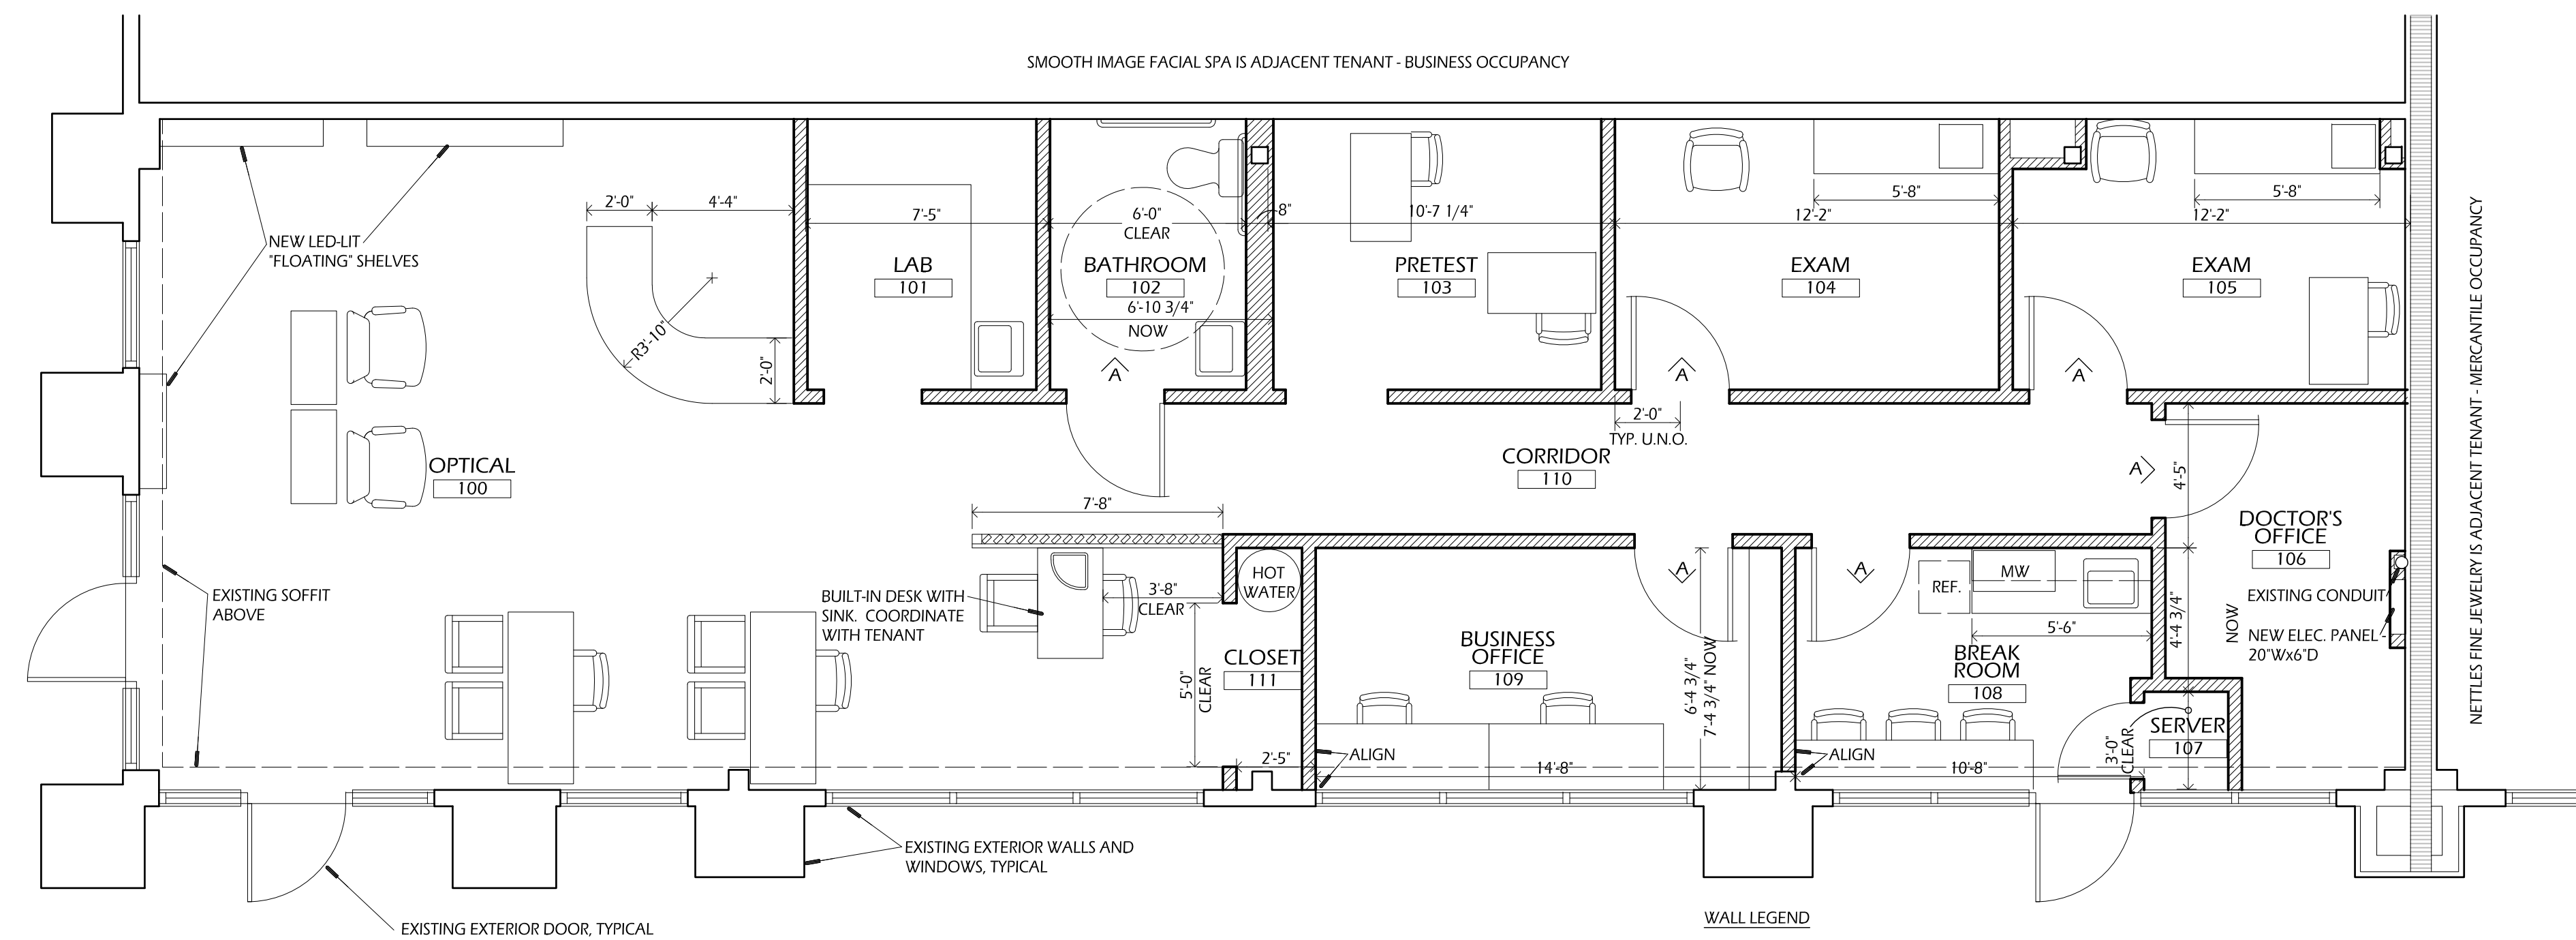 SMOOTH IMAGE FACIAL SPA IS ADJACENT TENANT - BUSINESS OCCUPANCY
NETTLES FINE JEWELRY IS ADJACENT TENANT - MERCANTILE OCCUPANCY
NEW LED-LIT
"FLOATING" SHELVES
2'-0"
4'-4"
R3'-10"
2'-0"
OPTICAL
100
7'-5"
LAB
101
6'-0"
CLEAR
BATHROOM
102
6'-10 3/4"
NOW
A
8"
10'-7 1/4"
PRETEST
103
5'-8"
12'-2"
EXAM
104
A
5'-8"
12'-2"
EXAM
105
A
2'-0"
TYP. U.N.O.
CORRIDOR
110
A
4'-5"
DOCTOR'S
OFFICE
106
EXISTING CONDUIT
NEW ELEC. PANEL -
20"Wx6"D
4'-4 3/4"
NOW
7'-8"
EXISTING SOFFIT
ABOVE
BUILT-IN DESK WITH
SINK. COORDINATE
WITH TENANT
3'-8"
CLEAR
HOT
WATER
5'-0"
CLEAR
CLOSET
111
2'-5"
BUSINESS
OFFICE
109
A
6'-4 3/4"
7'-4 3/4" NOW
ALIGN
14'-8"
A
REF.
MW
5'-6"
BREAK
ROOM
108
ALIGN
10'-8"
3'-0"
CLEAR
SERVER
107
EXISTING EXTERIOR WALLS AND
WINDOWS, TYPICAL
EXISTING EXTERIOR DOOR, TYPICAL
WALL LEGEND